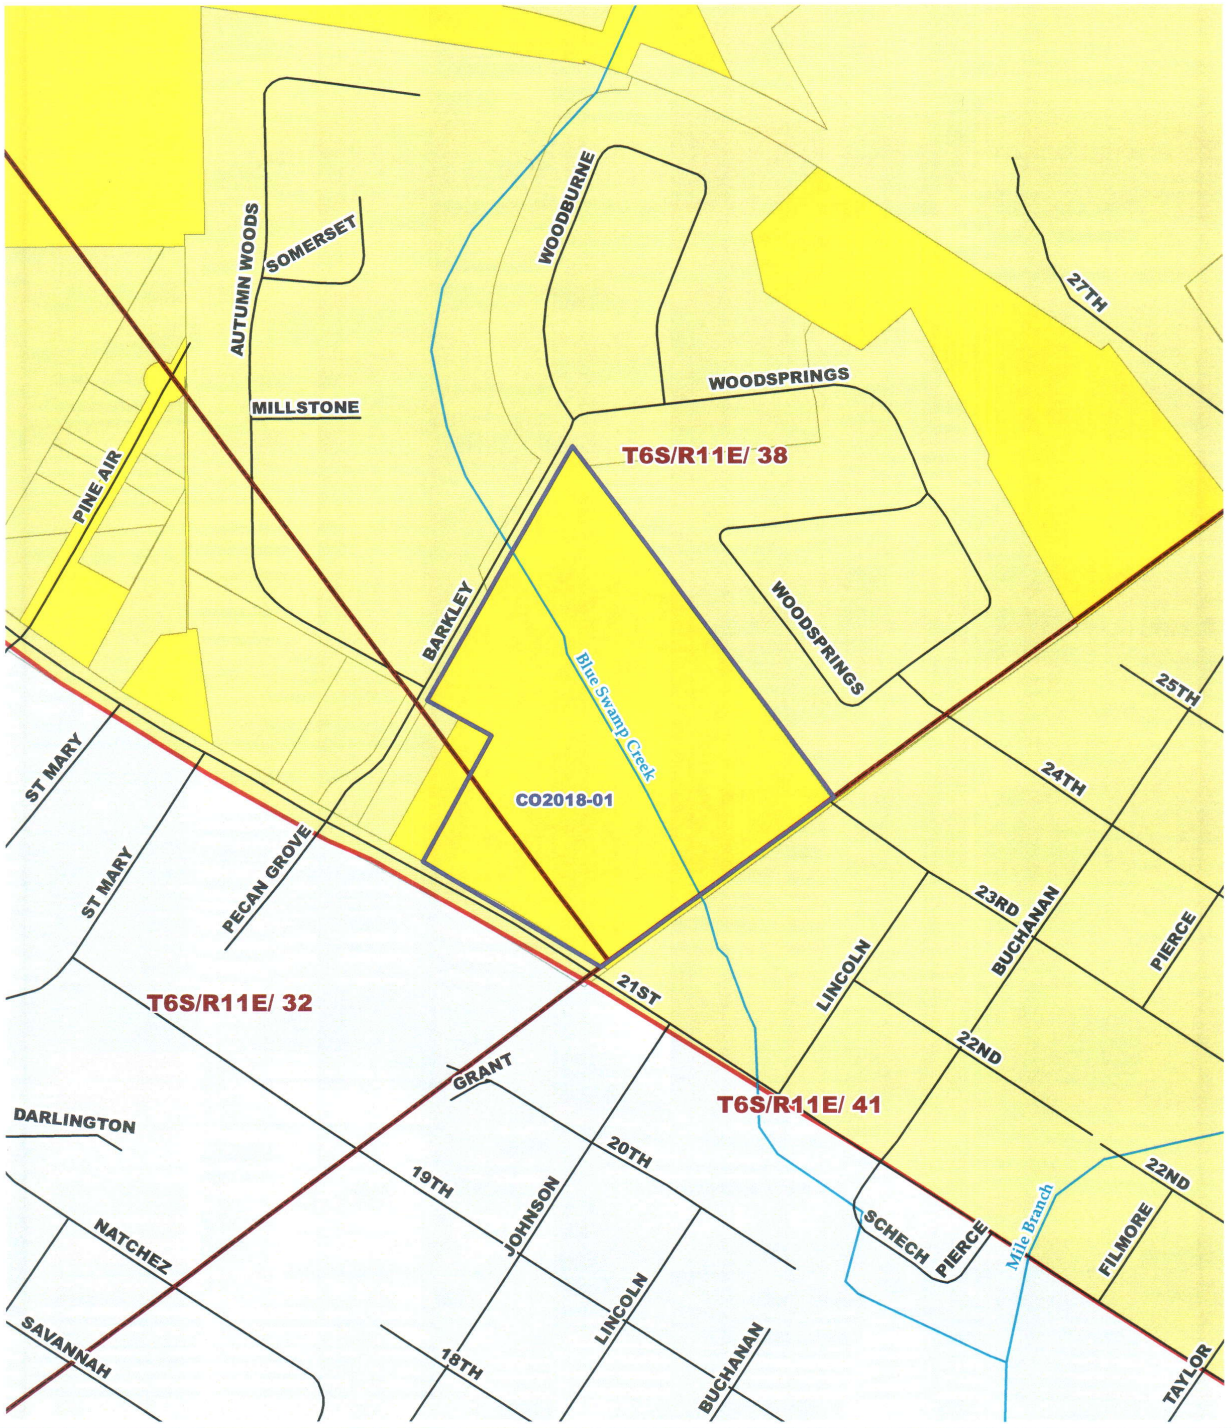 WOODBURNE
AUTUMN WOODS
SOMERSET
27TH
WOODSPRINGS
MILLSTONE
T6S/R11E/ 38
PINE AIR
BARKLEY
WOODSPRINGS
Blue Swamp Creek
25TH
ST MARY
24TH
CO2018-01
ST MARY
PECAN GROVE
23RD
BUCHANAN
PIERCE
LINCOLN
21ST
T6S/R11E/ 32
22ND
GRANT
T6S/R11E/ 41
DARLINGTON
20TH
22ND
19TH
JOHNSON
SCHECH
PIERCE
Mile Branch
FILMORE
NATCHEZ
LINCOLN
SAVANNAH
18TH
BUCHANAN
TAYLOR